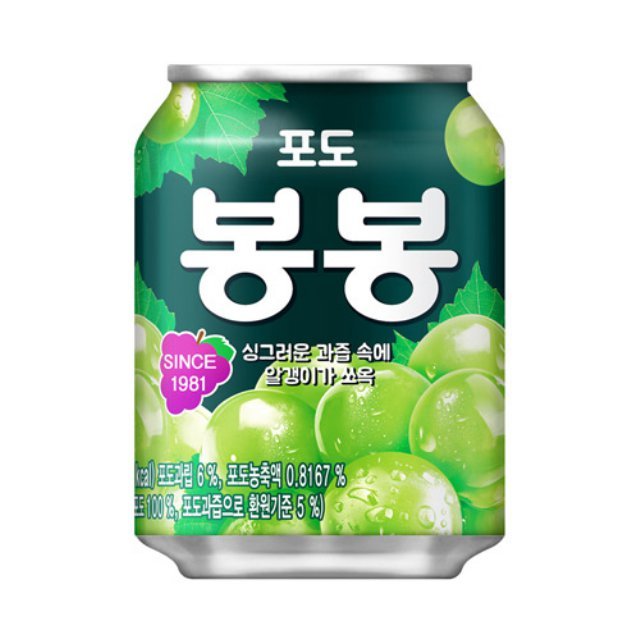 포도
봉봉
SINCE
1981
싱그러운 과즙 속에
알갱이가 쏘옥
kcal) 포도과립 6 %, 포도농축액 0.8167 %
포도 100 %, 포도과즙으로 환원기준 5 %)